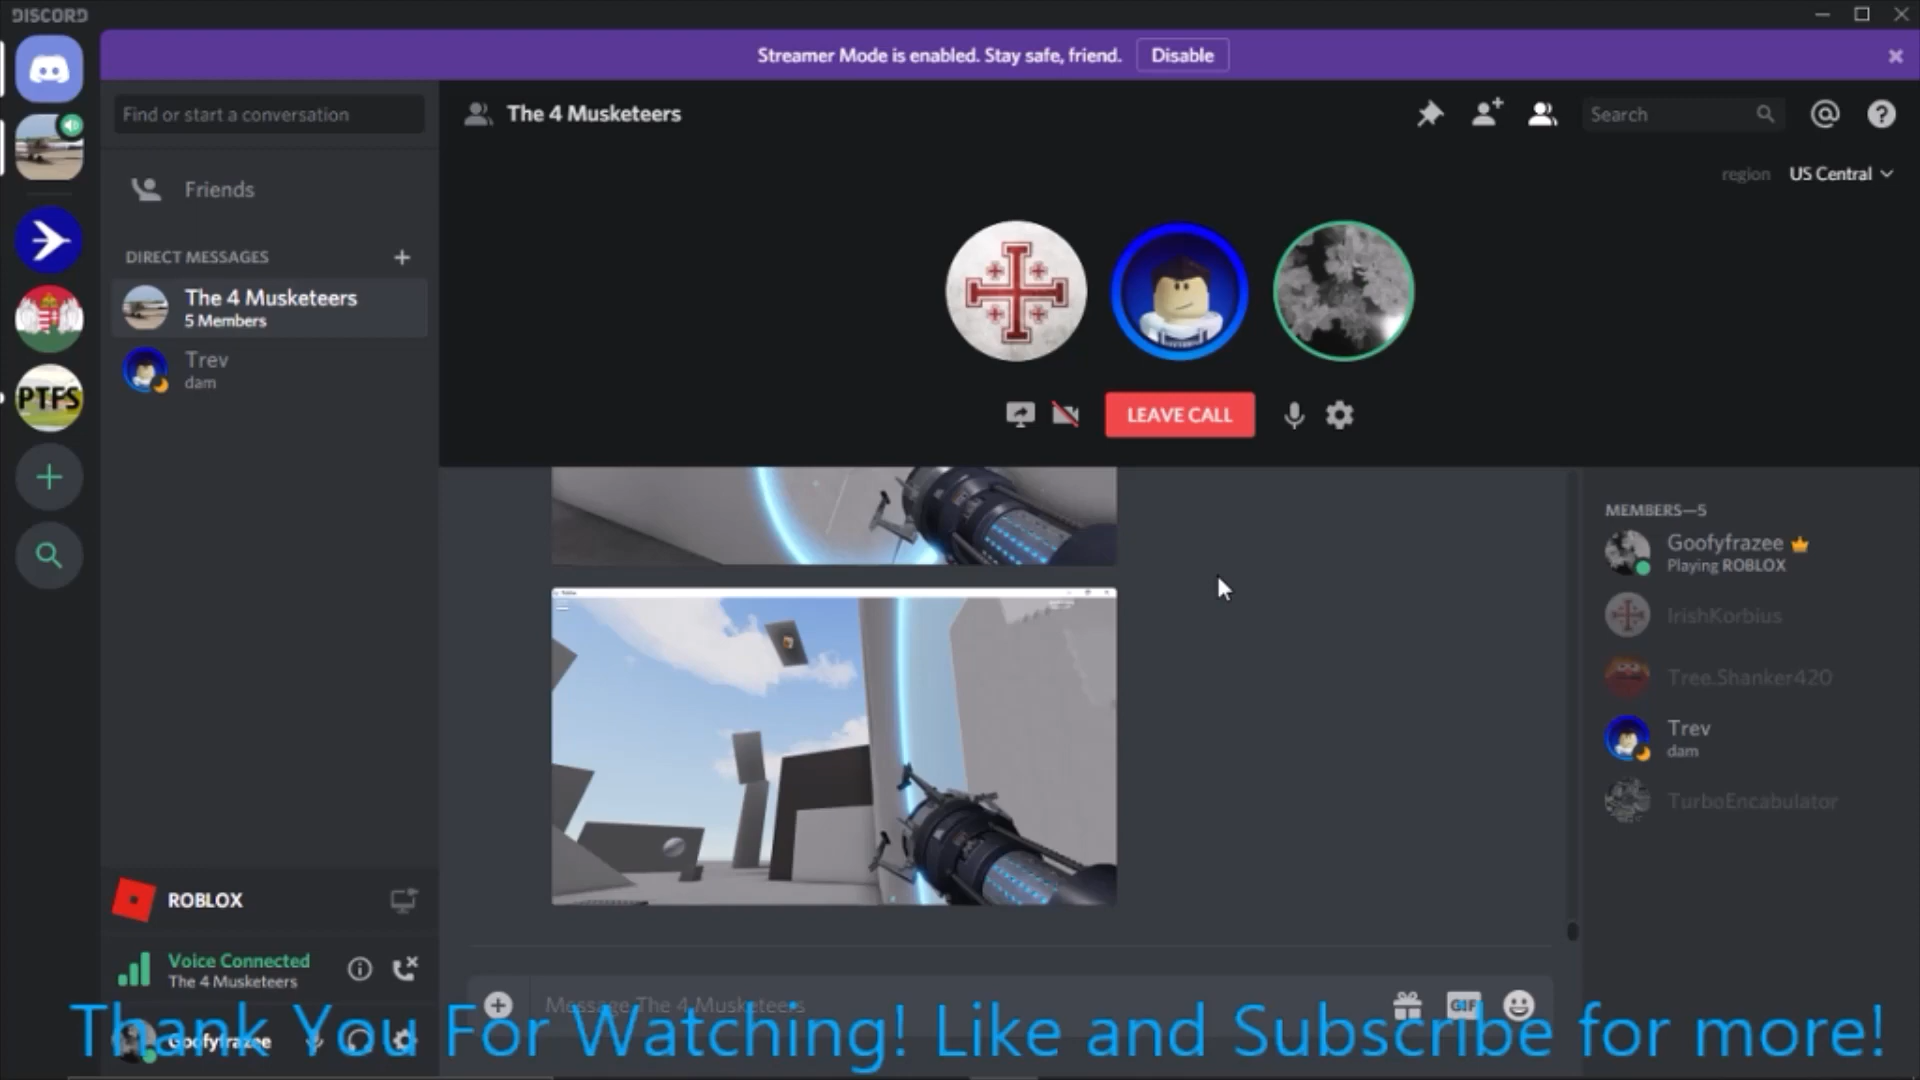 DISCORD
Streamer Mode is enabled. Stay safe, friend.
Disable
Find or start a conversation
The 4 Musketeers
Search
region US Central
Friends
DIRECT MESSAGES
The 4 Musketeers
5 Members
Trev
dam
PTFS
LEAVE CALL
MEMBERS—5
Goofyfrazee
Playing ROBLOX
IrishKorbius
Tree.Shanker420
Trev
dam
TurboEncabulator
ROBLOX
Voice Connected
The 4 Musketeers
Message The 4 Musketeers
GIF
Goofyfrazee
Thank You For Watching! Like and Subscribe for more!